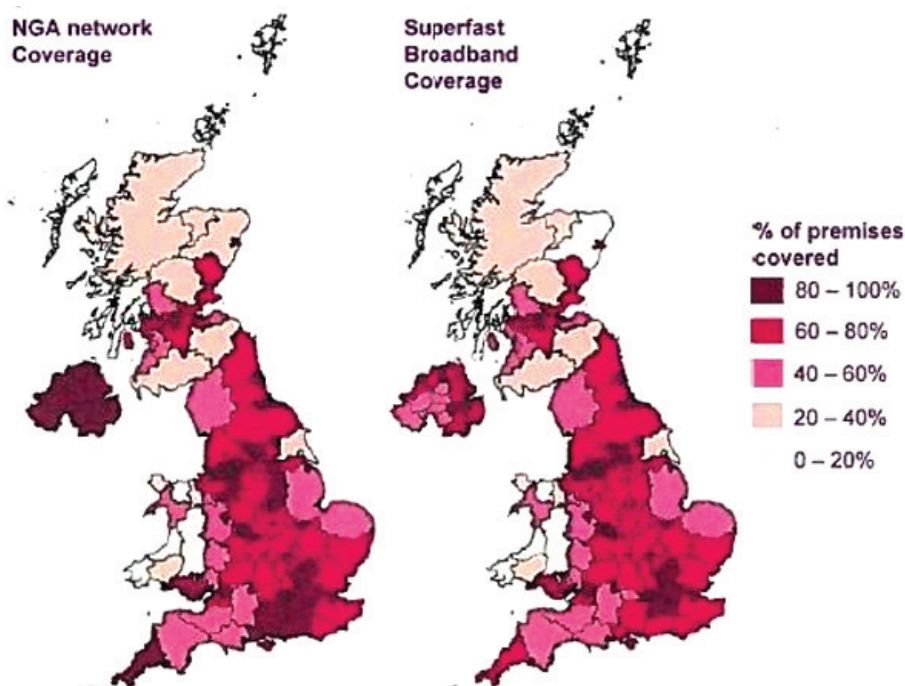 NGA network
Coverage
Superfast
Broadband
Coverage
% of premises
covered
80 – 100%
60 – 80%
40 – 60%
20 – 40%
0 – 20%